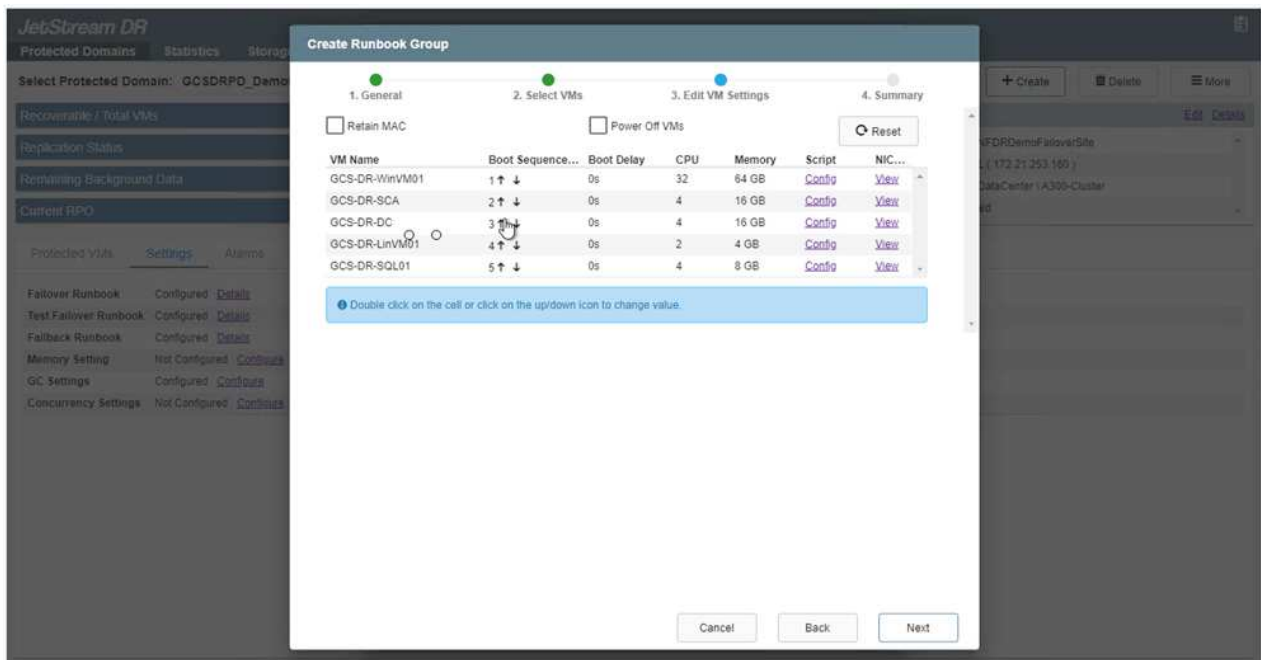 JetStream DR
Protected Domains Statistics Storag
Select Protected Domain: GCSDRPD_Demo
+ Create Delete More
Recoverable / Total VMs
Edit Details
Replication Status
Remaining Background Data
Current RPO
NFDRDemoFailoverSite
( 172.21.253.160 )
DataCenter \ A300-Cluster
ed
Protected VMs Settings Alarms
Failover Runbook Configured Details
Test Failover Runbook Configured Details
Failback Runbook Configured Details
Memory Setting Not Configured Configure
GC Settings Configured Configure
Concurrency Settings Not Configured Configure
Create Runbook Group
1. General 2. Select VMs 3. Edit VM Settings 4. Summary
Retain MAC Power Off VMs Reset
VM Name Boot Sequence... Boot Delay CPU Memory Script NIC...
GCS-DR-WinVM01 1 ↑ ↓ 0s 32 64 GB Config View
GCS-DR-SCA 2 ↑ ↓ 0s 4 16 GB Config View
GCS-DR-DC 3 ↑ ↓ 0s 4 16 GB Config View
GCS-DR-LinVM01 4 ↑ ↓ 0s 2 4 GB Config View
GCS-DR-SQL01 5 ↑ ↓ 0s 4 8 GB Config View
Double click on the cell or click on the up/down icon to change value.
Cancel Back Next